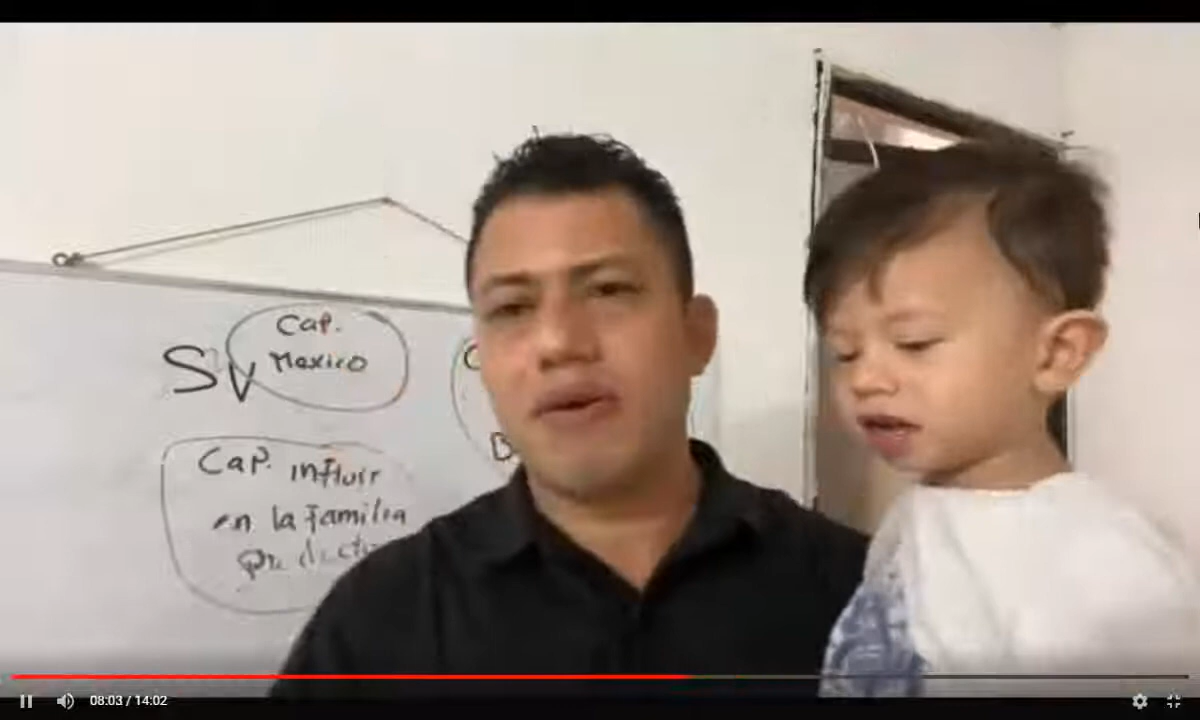 SV
Cap.
Mexico
Cap. influir
en la familia
08:03 / 14:02